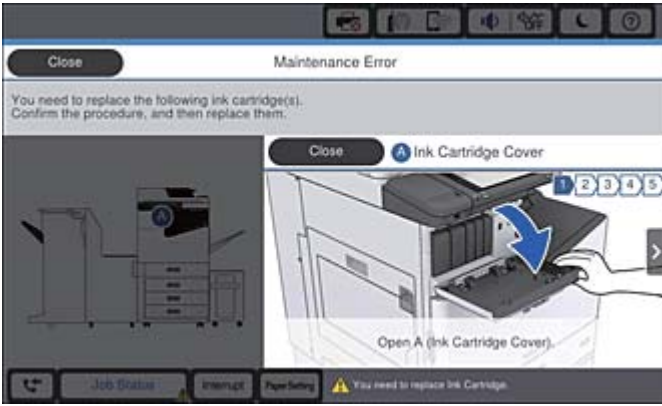 OFF
Close
Maintenance Error
You need to replace the following ink cartridge(s).
Confirm the procedure, and then replace them.
Close
A Ink Cartridge Cover
1 2 3 4 5
A
Open A (Ink Cartridge Cover).
Job Status
Interrupt
Paper Setting
You need to replace Ink Cartridge.